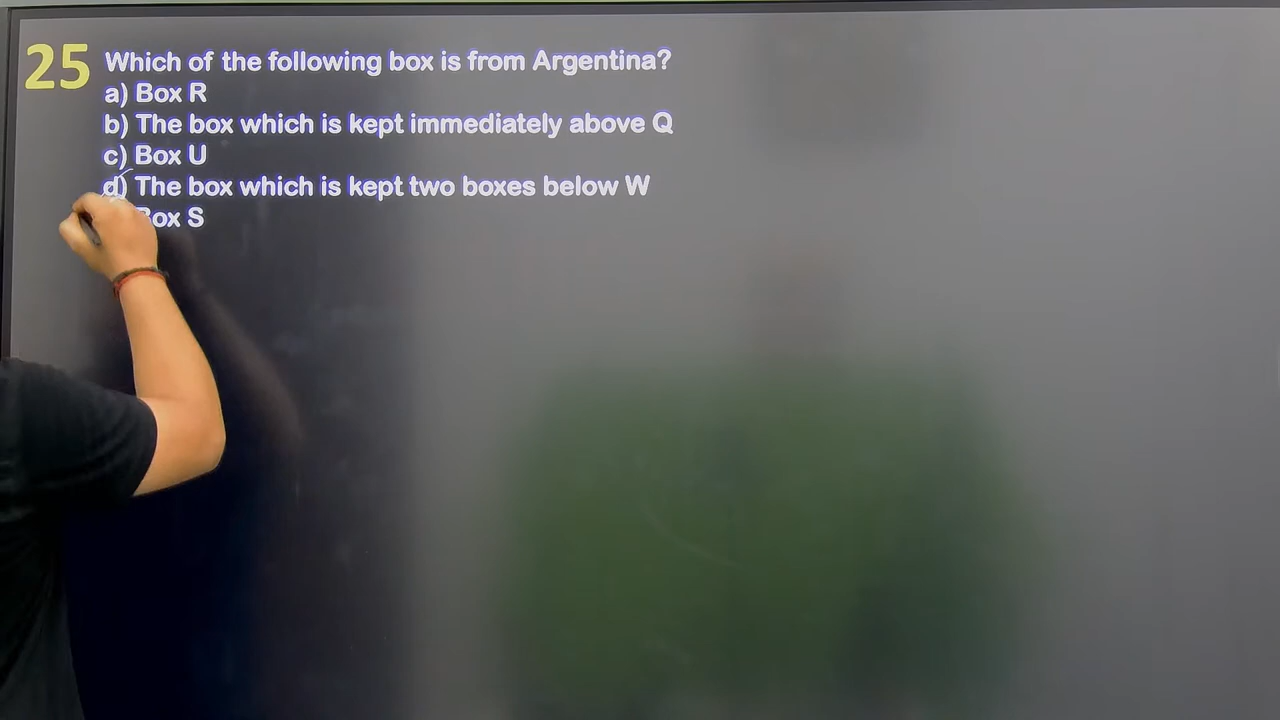 25 Which of the following box is from Argentina?
a) Box R
b) The box which is kept immediately above Q
c) Box U
d) The box which is kept two boxes below W
Box S